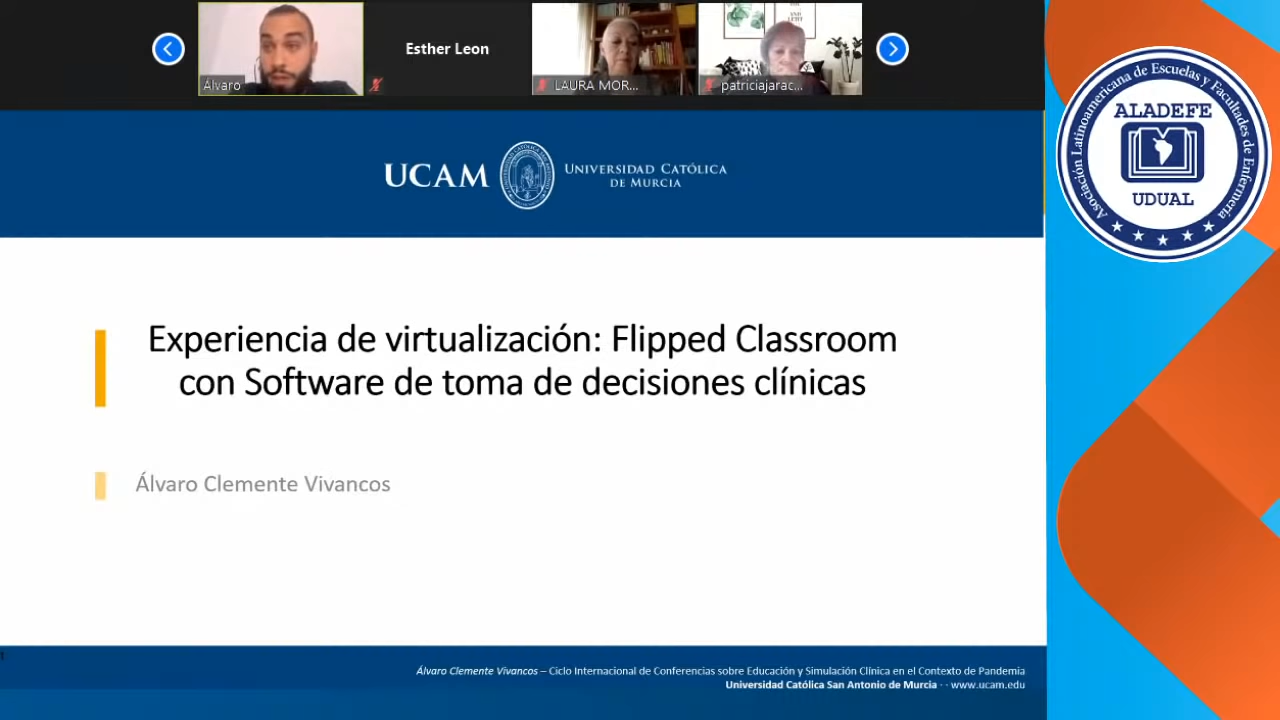 Álvaro
Esther Leon
LAURA MOR...
patriciajarac...
UCAM
UNIVERSIDAD CATÓLICA
DE MURCIA
Asociación Latinoamericana de Escuelas y Facultades de Enfermería
ALADEFE
UDUAL
Experiencia de virtualización: Flipped Classroom
con Software de toma de decisiones clínicas
Álvaro Clemente Vivancos
1
Álvaro Clemente Vivancos – Ciclo Internacional de Conferencias sobre Educación y Simulación Clínica en el Contexto de Pandemia
Universidad Católica San Antonio de Murcia - - www.ucam.edu